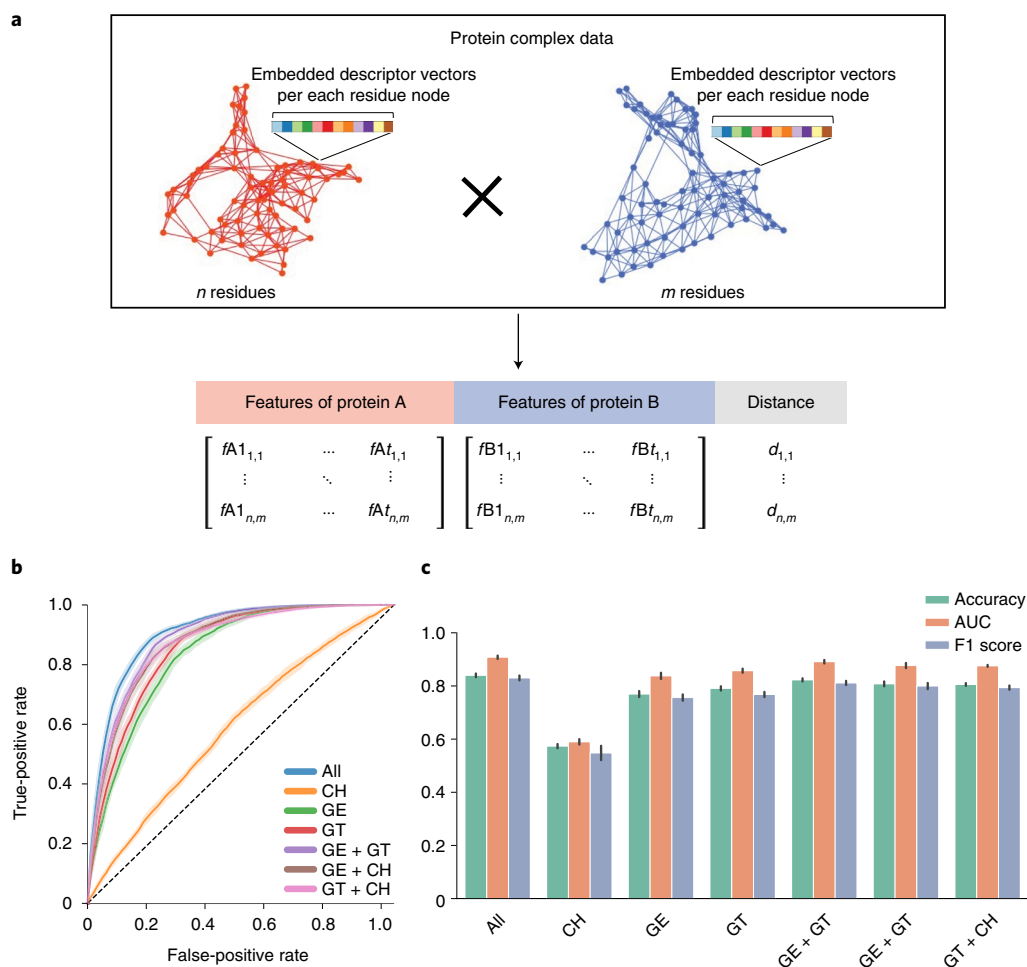 a
Protein complex data
Embedded descriptor vectors
per each residue node
Embedded descriptor vectors
per each residue node
n residues
m residues
Features of protein A
Features of protein B
Distance
fA1₁,₁ ... fAt₁,₁ fB1₁,₁ ... fBt₁,₁ d₁,₁
⋮ ⋱ ⋮ ⋮ ⋱ ⋮ ⋮
fA1ₙ,ₘ ... fAtₙ,ₘ fB1ₙ,ₘ ... fBtₙ,ₘ dₙ,ₘ
b
True-positive rate
1.0
0.8
0.6
0.4
0.2
0
0
0.2
0.4
0.6
0.8
1.0
False-positive rate
All
CH
GE
GT
GE + GT
GE + CH
GT + CH
c
Accuracy
AUC
F1 score
1.0
0.8
0.6
0.4
0.2
0
All
CH
GE
GT
GE + GT
GE + GT
GT + CH